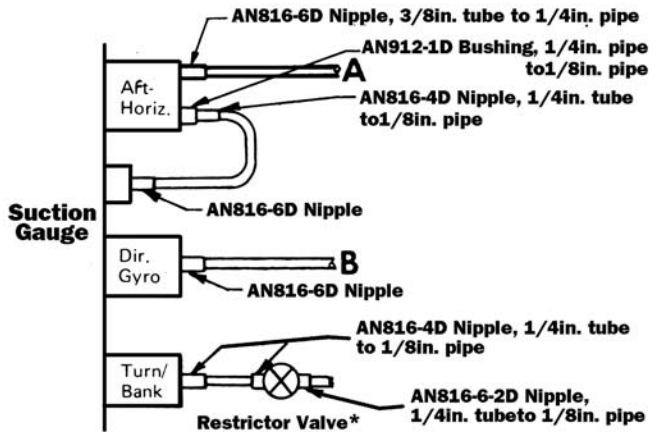 AN816-6D Nipple, 3/8in. tube to 1/4in. pipe
AN912-1D Bushing, 1/4in. pipe
to1/8in. pipe
A
Aft-
Horiz.
AN816-4D Nipple, 1/4in. tube
to1/8in. pipe
AN816-6D Nipple
Suction
Gauge
Dir.
Gyro
B
AN816-6D Nipple
AN816-4D Nipple, 1/4in. tube
to 1/8in. pipe
Turn/
Bank
AN816-6-2D Nipple,
1/4in. tubeto 1/8in. pipe
Restrictor Valve*